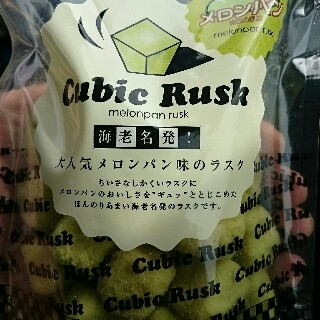 メロンパン
melonpan rusk
Cubic Rusk
melonpan rusk
海老名発！
大人気メロンパン味のラスク
ちいさなしかくいラスクに
メロンパンのおいしさを"ギュッ"ととじこめた
ほんのりあまい海老名発のラスクです。
Cubic Rusk
Cubic Rusk